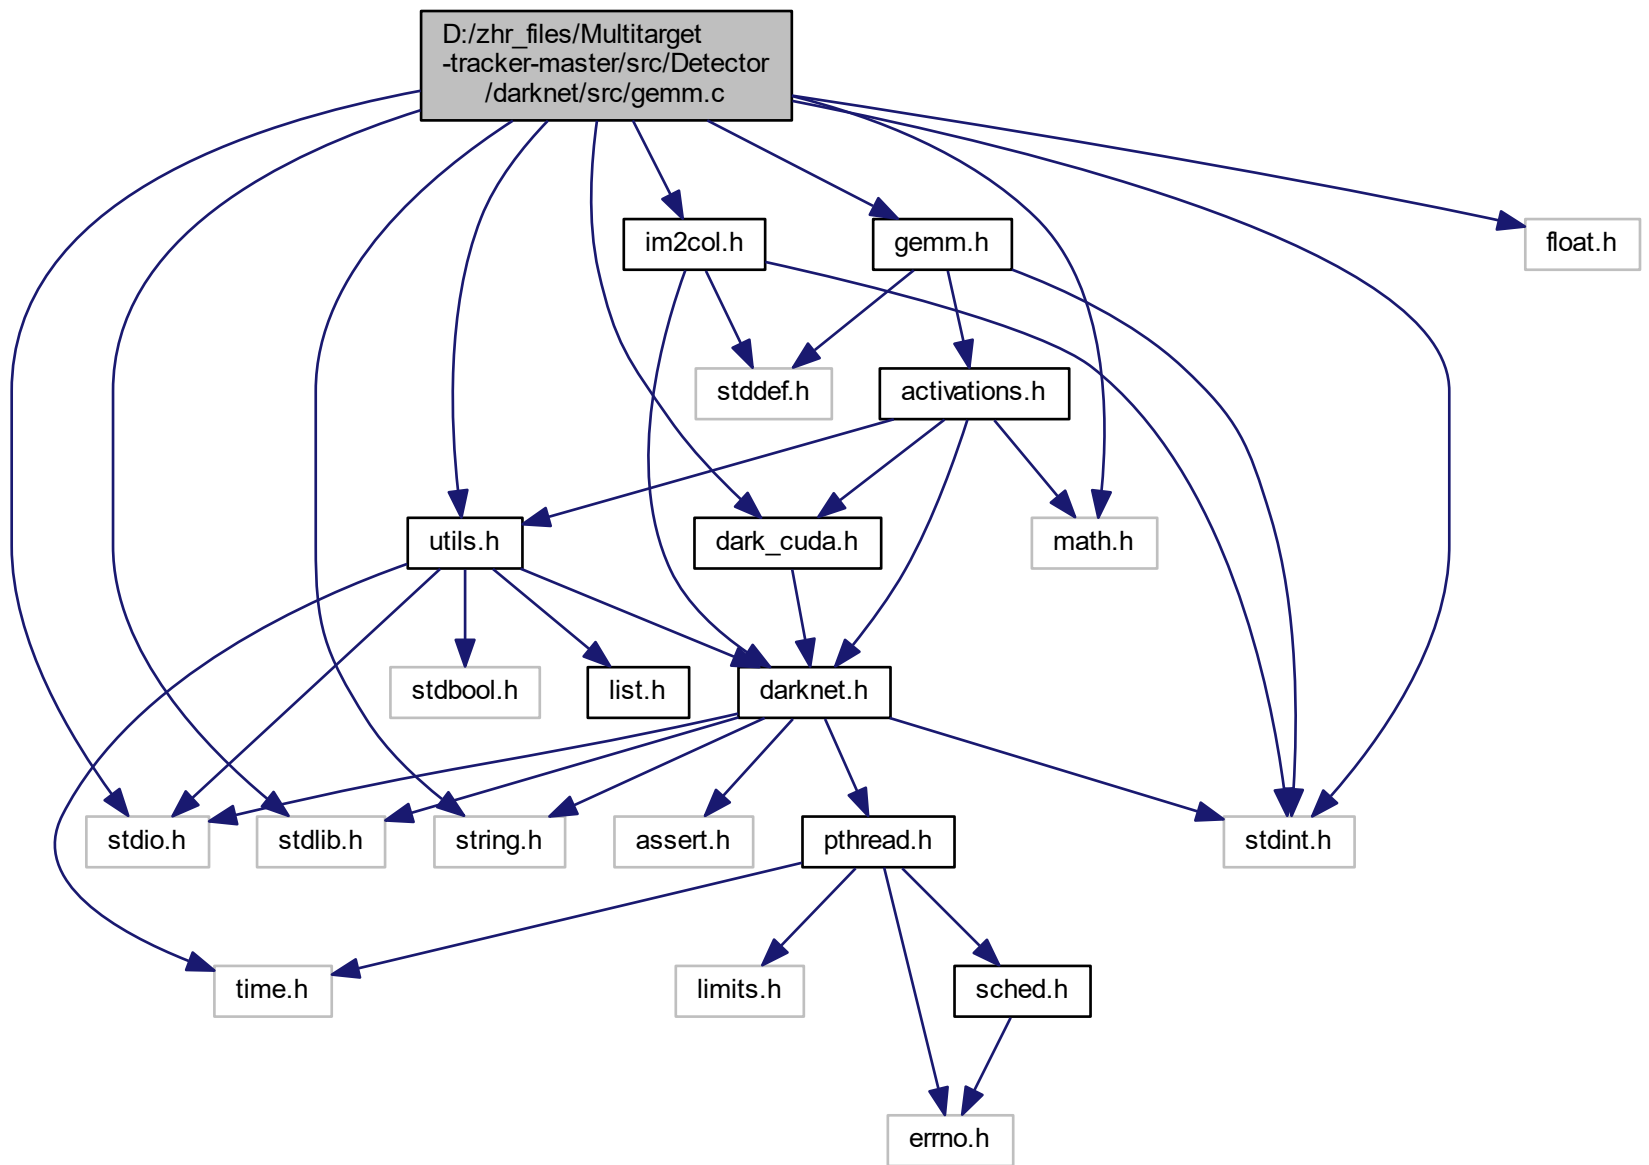 D:/zhr_files/Multitarget
-tracker-master/src/Detector
/darknet/src/gemm.c
im2col.h
gemm.h
float.h
stddef.h
activations.h
utils.h
dark_cuda.h
math.h
stdbool.h
list.h
darknet.h
stdio.h
stdlib.h
string.h
assert.h
pthread.h
stdint.h
time.h
limits.h
sched.h
errno.h